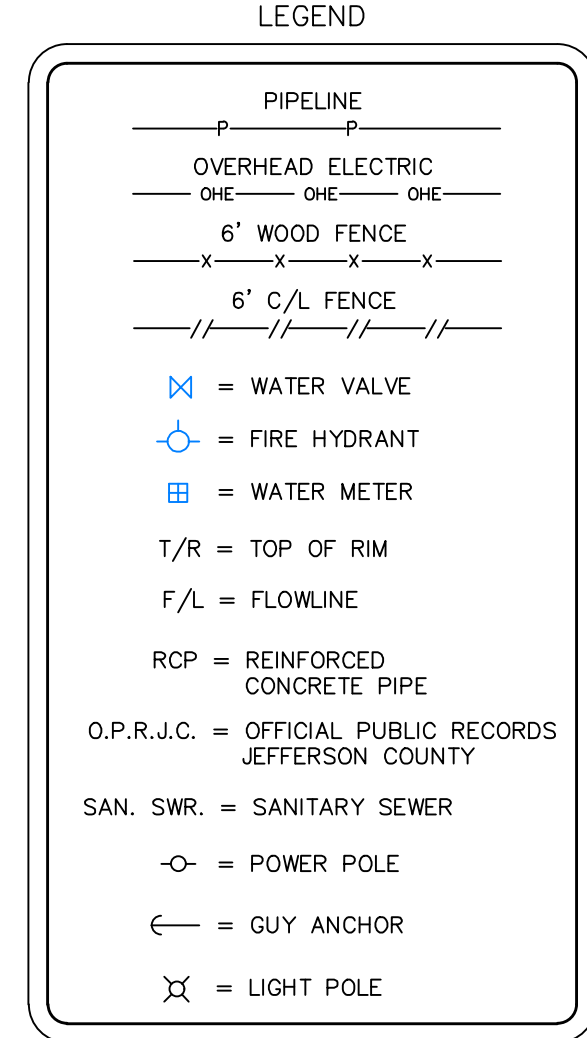 LEGEND
PIPELINE
P P
OVERHEAD ELECTRIC
OHE OHE OHE
6' WOOD FENCE
X X X X
6' C/L FENCE
// // // //
= WATER VALVE
= FIRE HYDRANT
= WATER METER
T/R = TOP OF RIM
F/L = FLOWLINE
RCP = REINFORCED
CONCRETE PIPE
O.P.R.J.C. = OFFICIAL PUBLIC RECORDS
JEFFERSON COUNTY
SAN. SWR. = SANITARY SEWER
= POWER POLE
= GUY ANCHOR
= LIGHT POLE